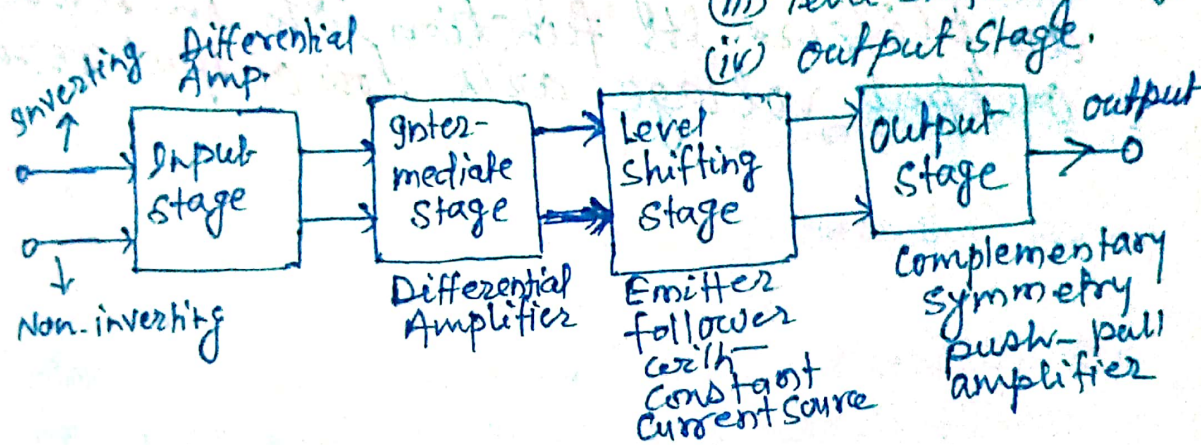 (iv) output stage.
Inverting
Differential
Amp.
Input
stage
Non-inverting
Inter-
mediate
stage
Differential
Amplifier
Level
Shifting
stage
Emitter
follower
with
constant
current source
output
stage
output
complementary
symmetry
push-pull
amplifier